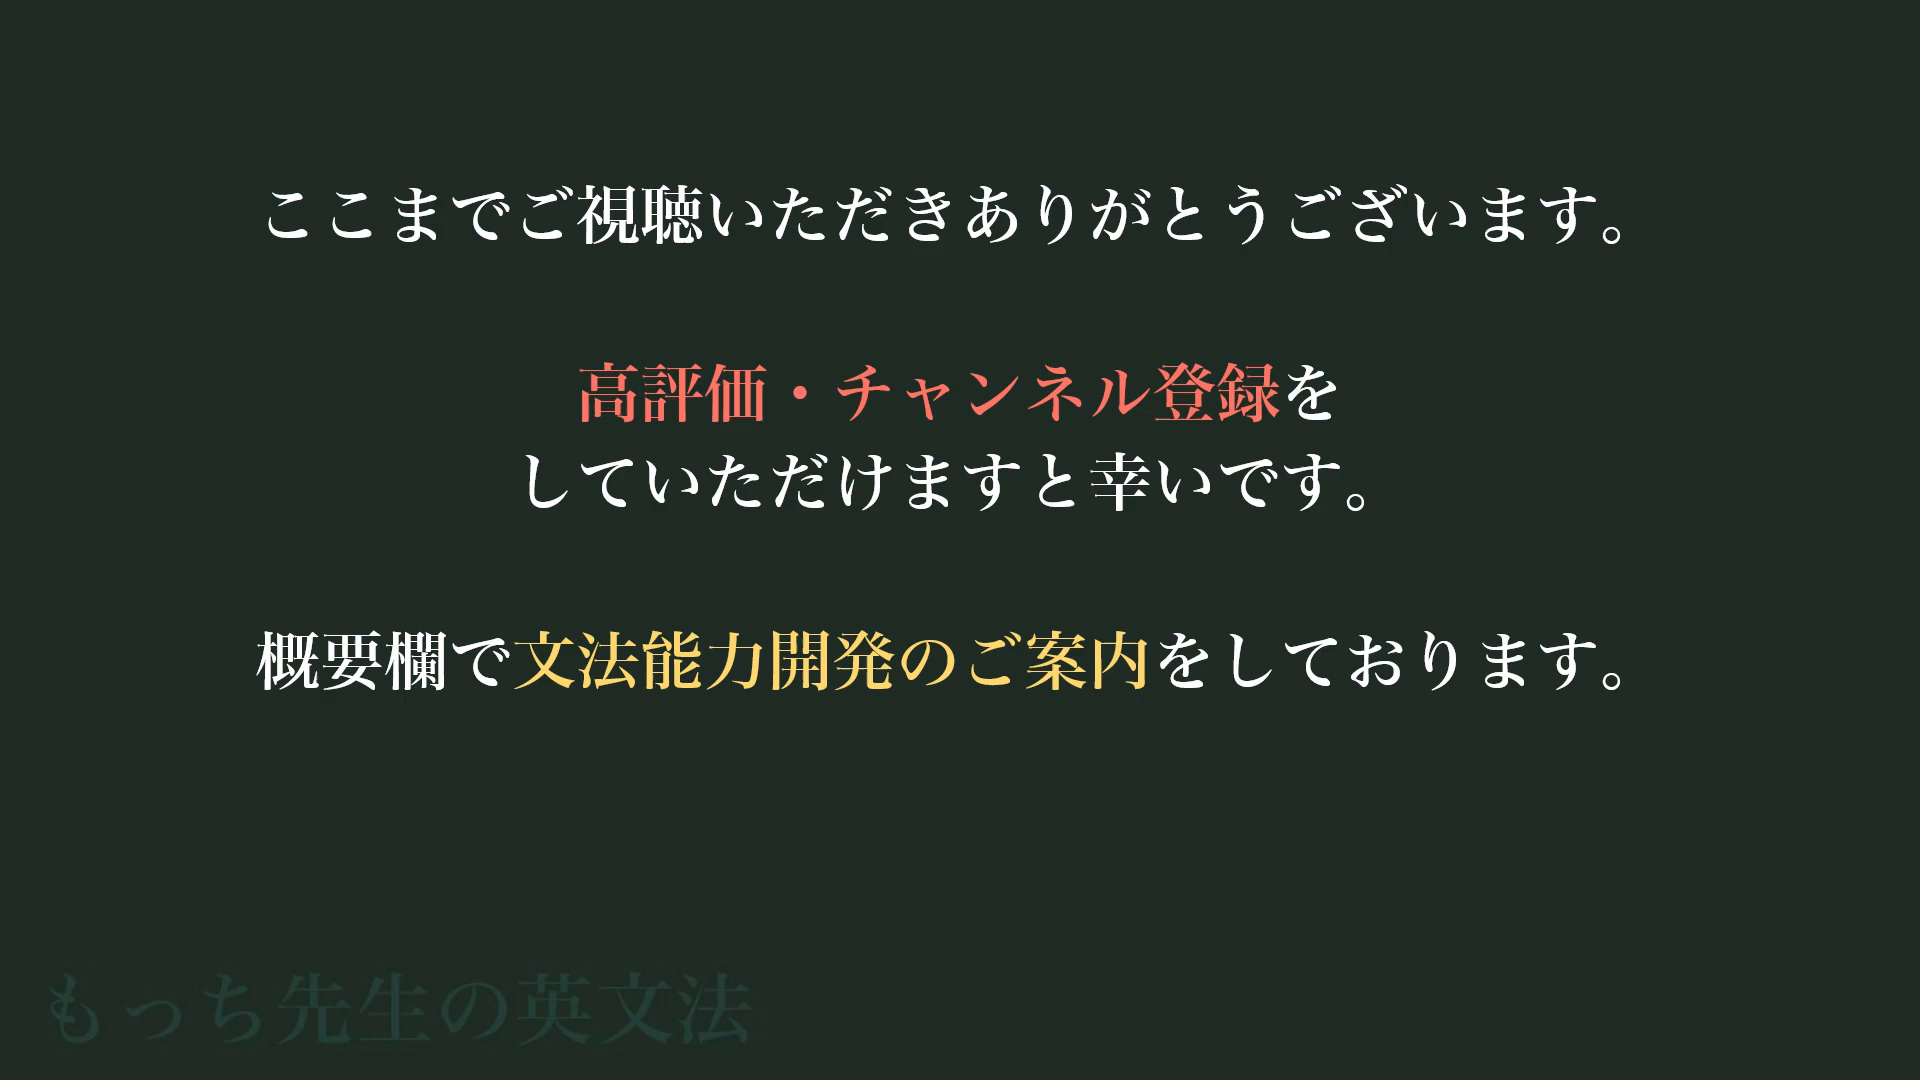 ここまでご視聴いただきありがとうございます。
高評価・チャンネル登録を
していただけますと幸いです。
概要欄で文法能力開発のご案内をしております。
もっち先生の英文法